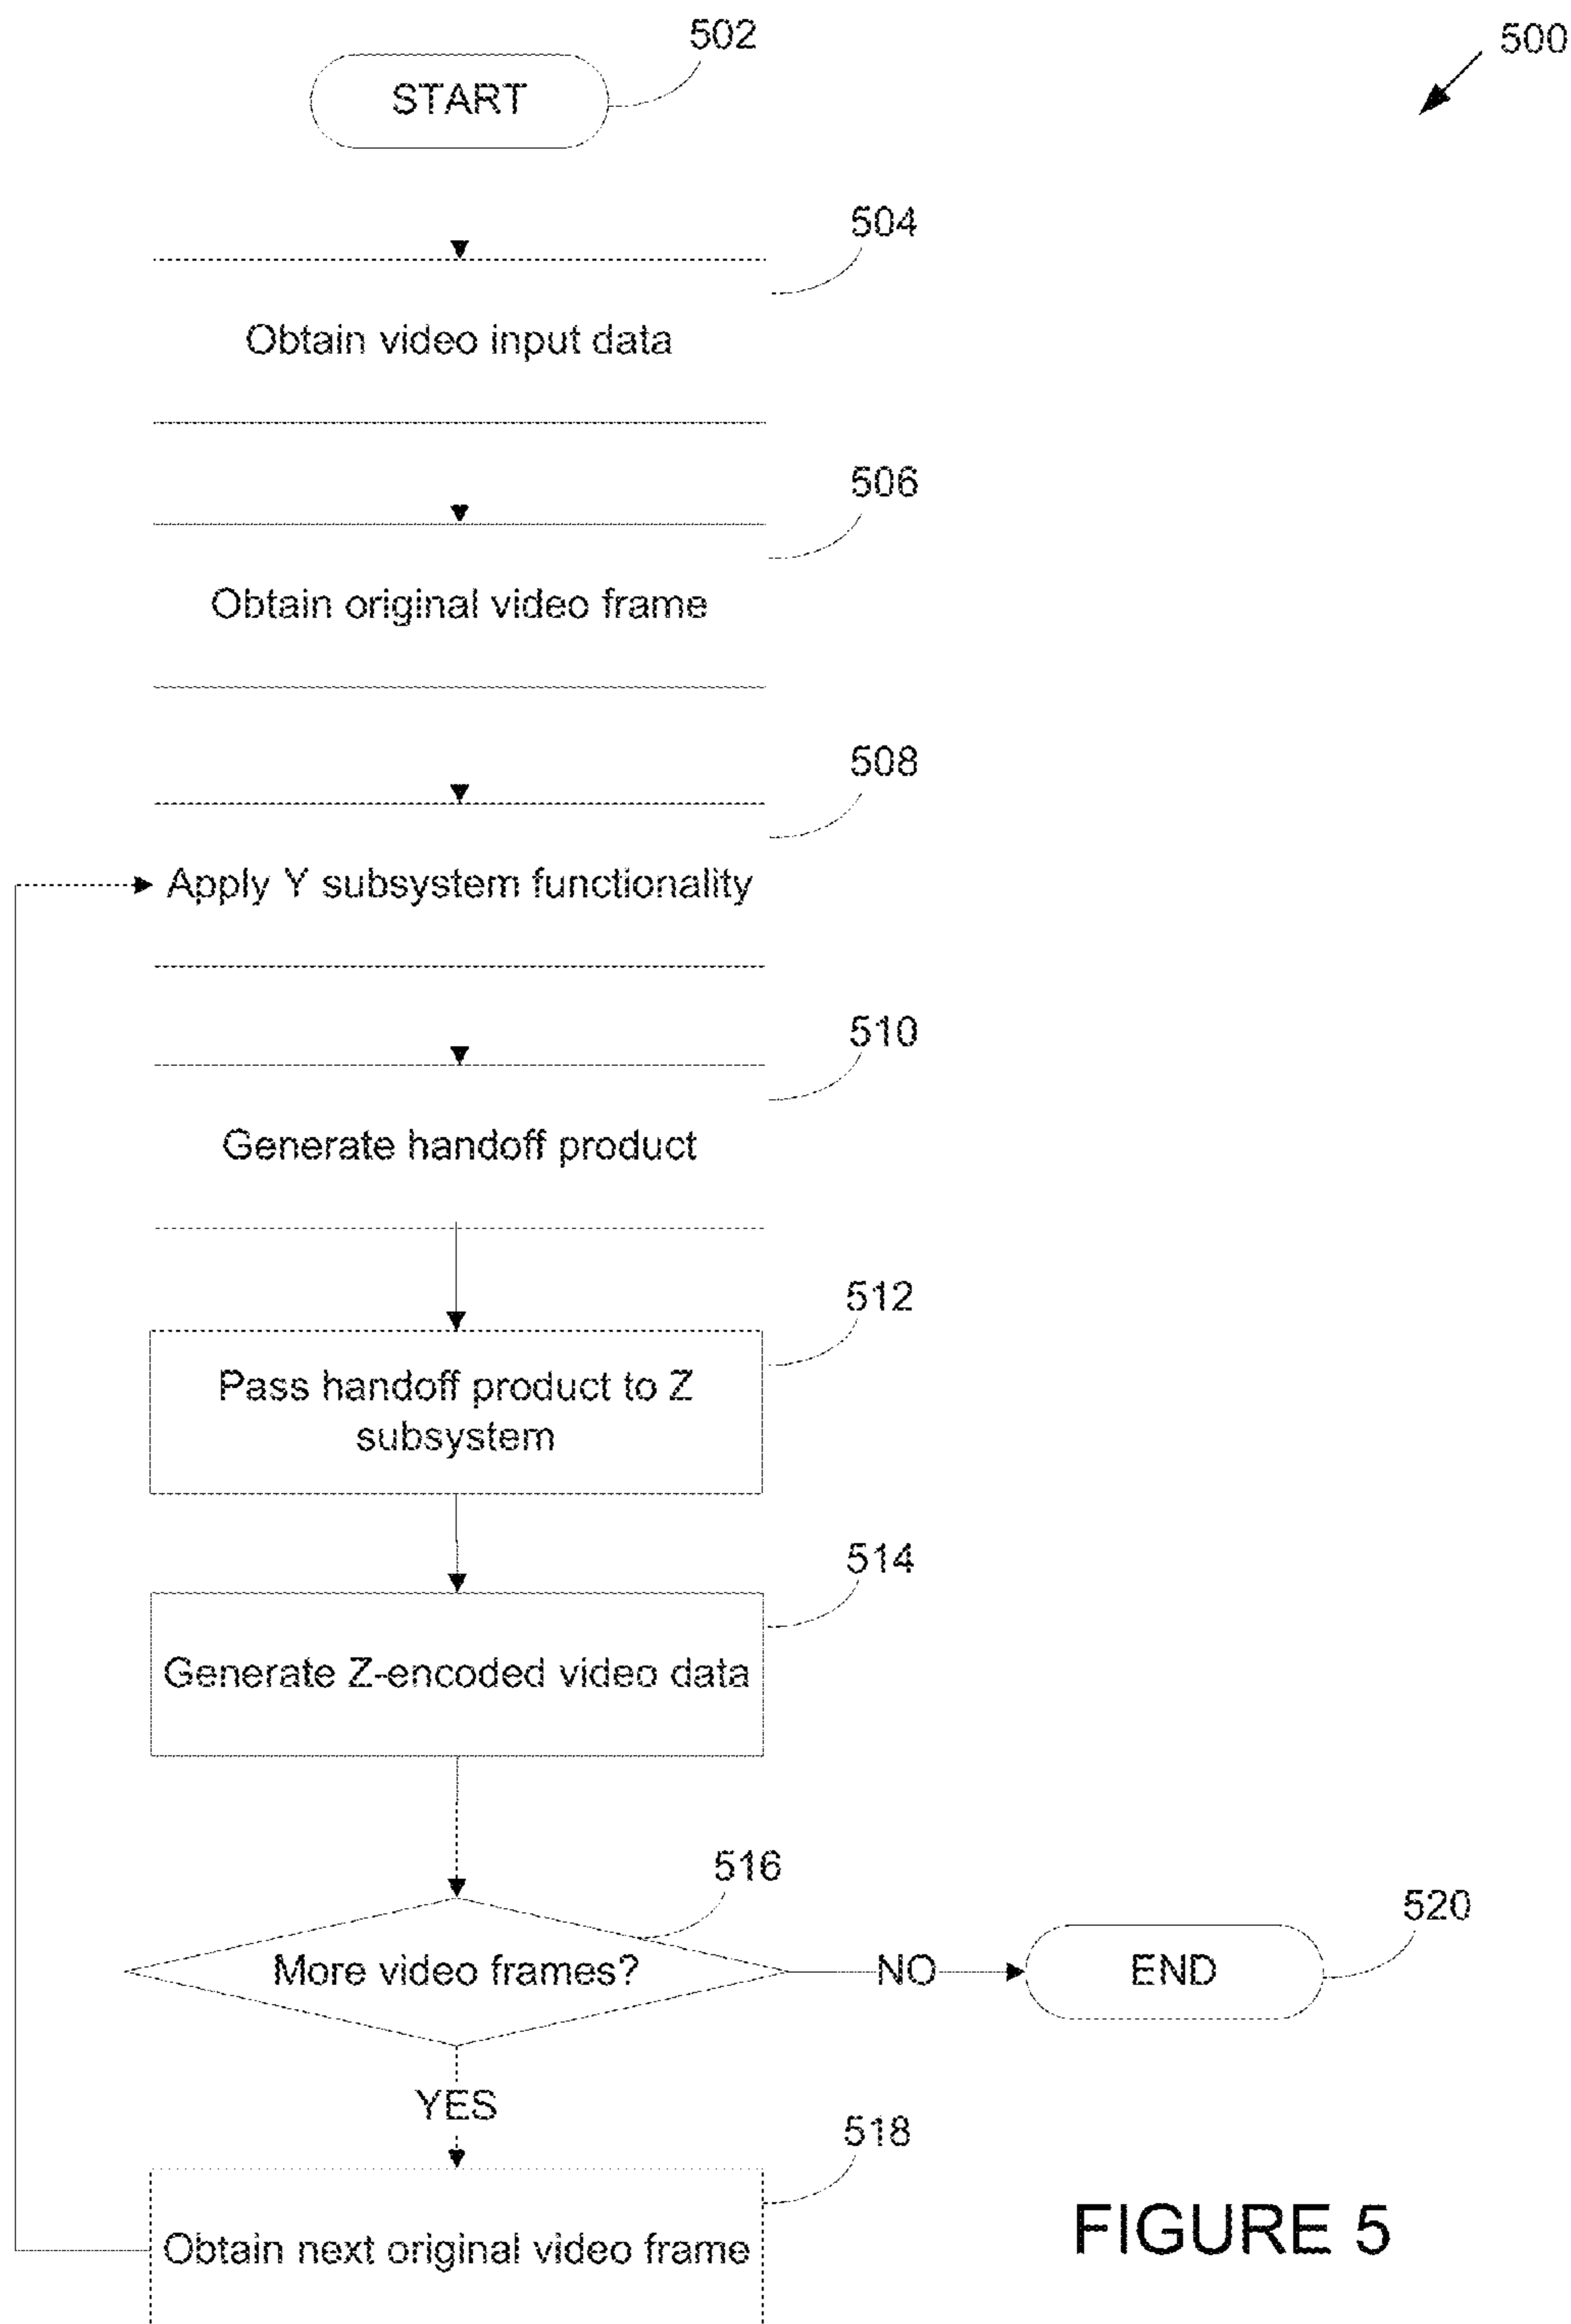 502
START
500
504
Obtain video input data
506
Obtain original video frame
508
Apply Y subsystem functionality
510
Generate handoff product
512
Pass handoff product to Z
subsystem
514
Generate Z-encoded video data
516
More video frames?
NO
520
END
YES
518
Obtain next original video frame
FIGURE 5